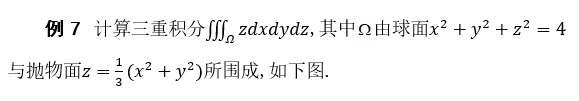 例 7 计算三重积分∭_Ω zdxdydz, 其中Ω由球面x² + y² + z² = 4
与抛物面z = 1/3 (x² + y²)所围成, 如下图.